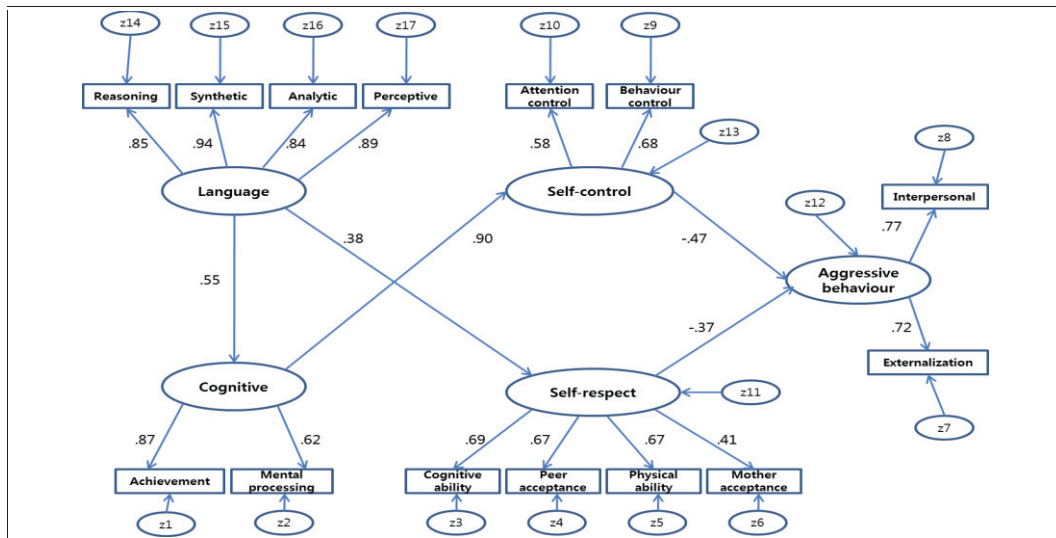 z14
z15
z16
z17
z10
z9
Reasoning
Synthetic
Analytic
Perceptive
Attention
control
Behaviour
control
.85
.94
.84
.89
.58
.68
z13
z8
Language
Self-control
z12
Interpersonal
.38
.90
-.47
.77
.55
Aggressive
behaviour
-.37
.72
Cognitive
Self-respect
z11
Externalization
.87
.62
.69
.67
.67
.41
z7
Achievement
Mental
processing
Cognitive
ability
Peer
acceptance
Physical
ability
Mother
acceptance
z1
z2
z3
z4
z5
z6